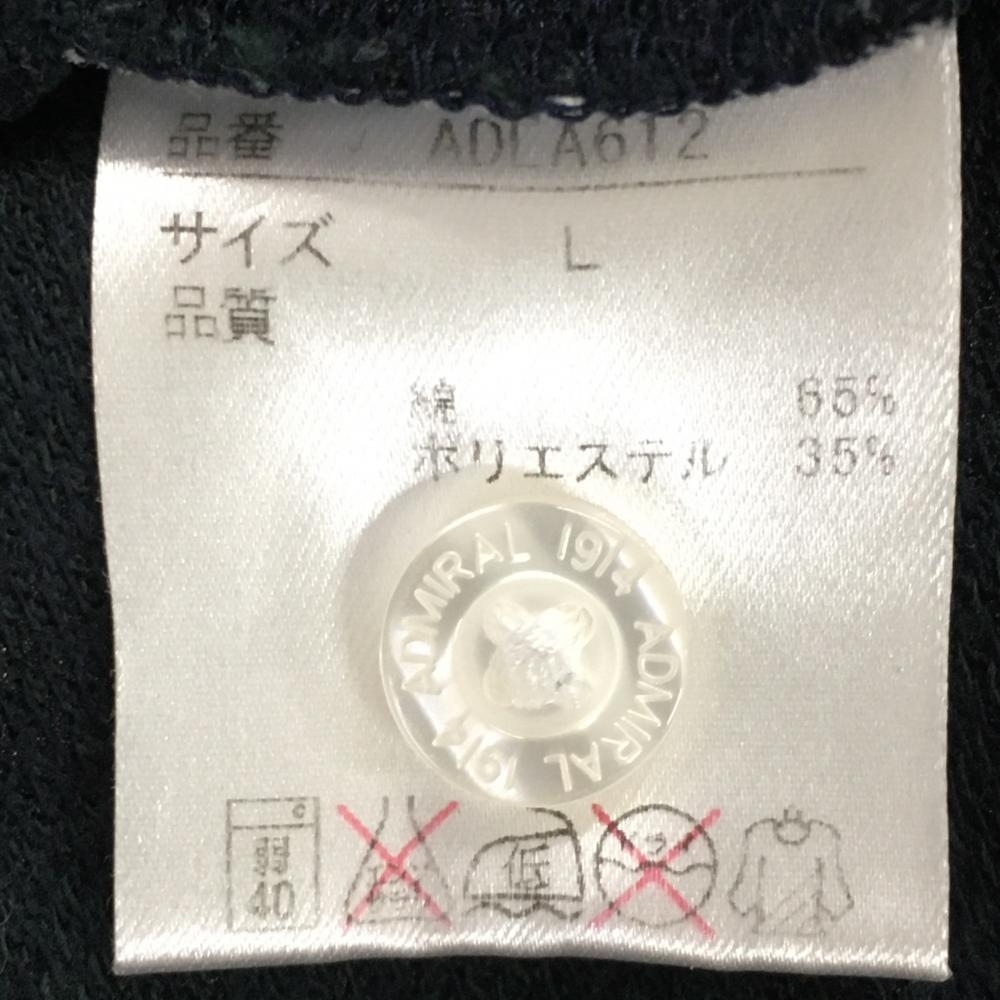 品番 ADLA612
サイズ L
品質
綿 65%
ポリエステル 35%
ADMIRAL 1914 ADMIRAL 1914
40
低